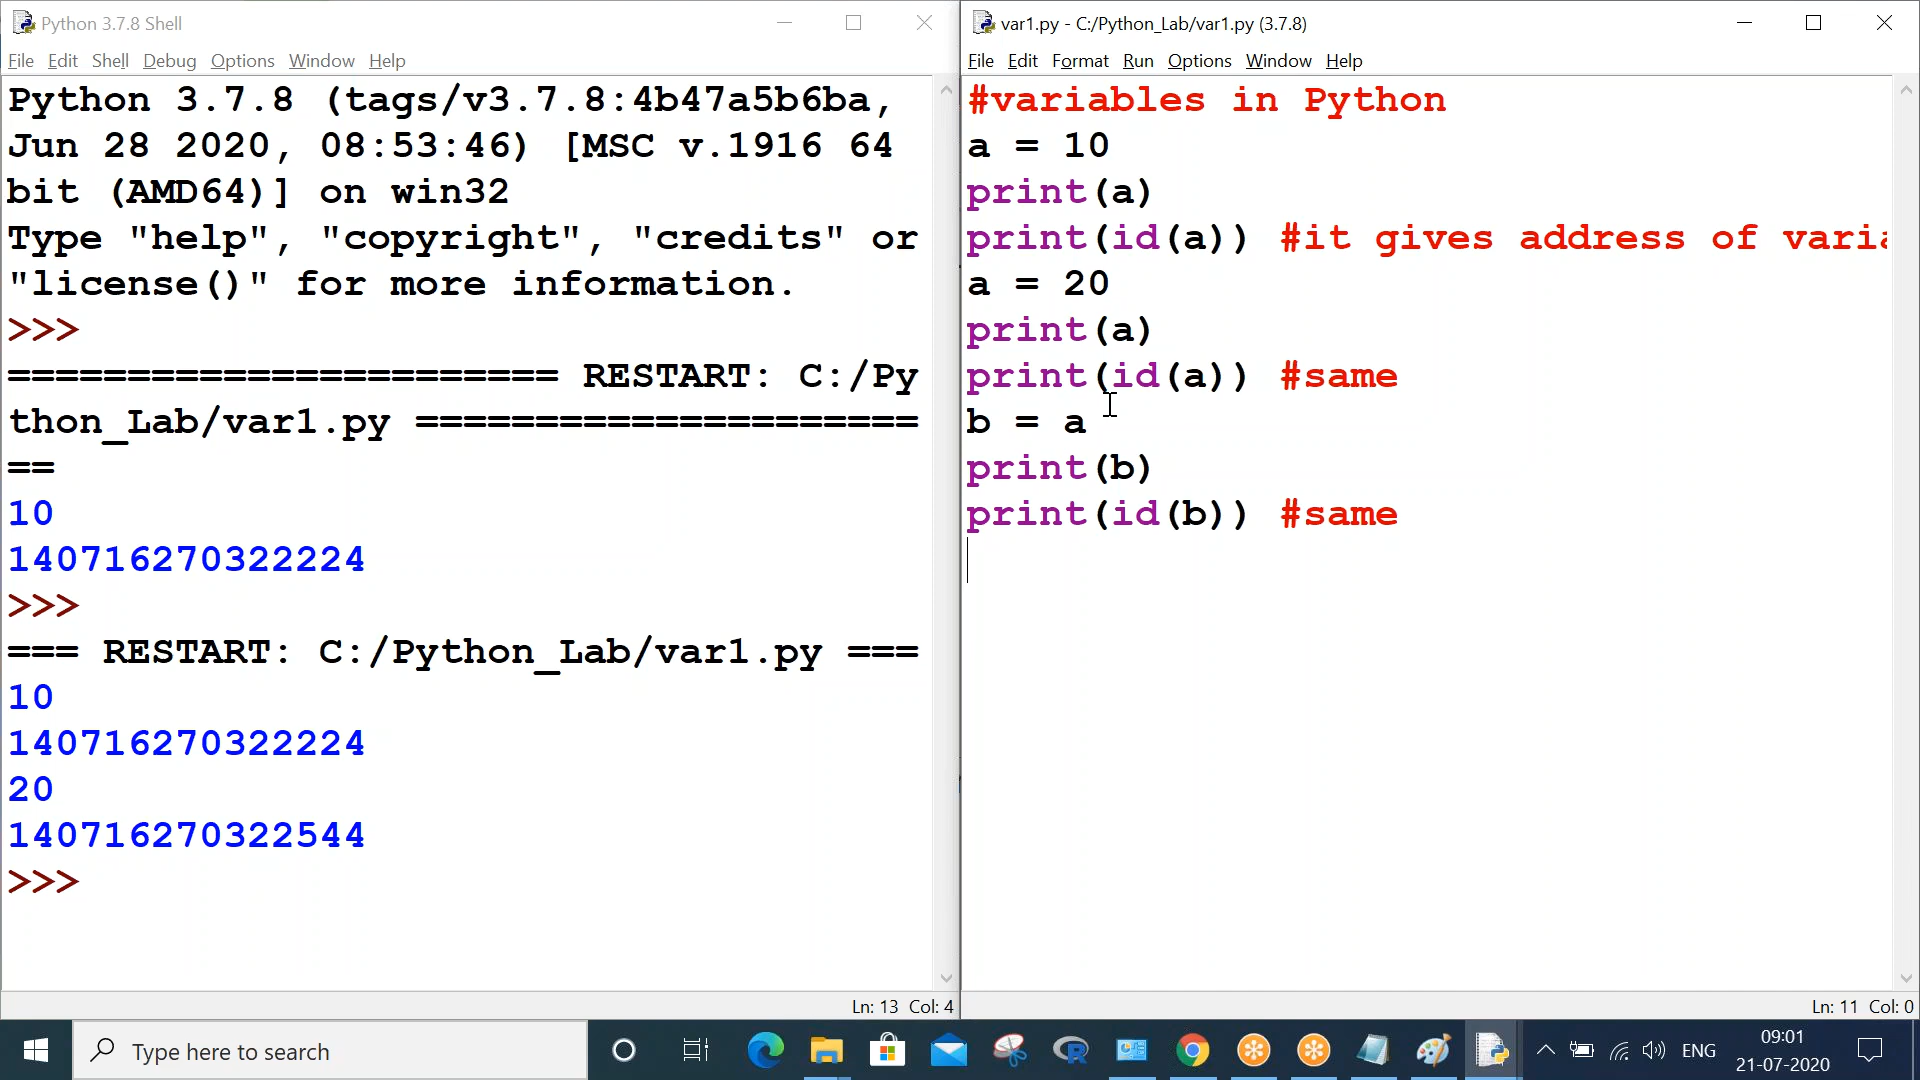 Python 3.7.8 Shell
File Edit Shell Debug Options Window Help
Python 3.7.8 (tags/v3.7.8:4b47a5b6ba,
Jun 28 2020, 08:53:46) [MSC v.1916 64
bit (AMD64)] on win32
Type "help", "copyright", "credits" or
"license()" for more information.
>>>
======================= RESTART: C:/Py
thon_Lab/var1.py =====================
==
10
140716270322224
>>>
=== RESTART: C:/Python_Lab/var1.py ===
10
140716270322224
20
140716270322544
>>>
Ln: 13 Col: 4
var1.py - C:/Python_Lab/var1.py (3.7.8)
File Edit Format Run Options Window Help
#variables in Python
a = 10
print(a)
print(id(a)) #it gives address of varia
a = 20
print(a)
print(id(a)) #same
b = a
print(b)
print(id(b)) #same
Ln: 11 Col: 0
Type here to search
ENG
09:01
21-07-2020